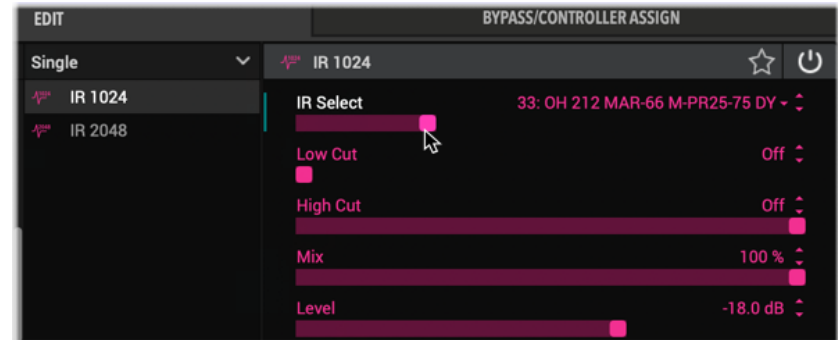 EDIT
BYPASS/CONTROLLER ASSIGN
Single
IR 1024
IR 2048
IR 1024
IR Select
33: OH 212 MAR-66 M-PR25-75 DY
Low Cut
Off
High Cut
Off
Mix
100 %
Level
-18.0 dB